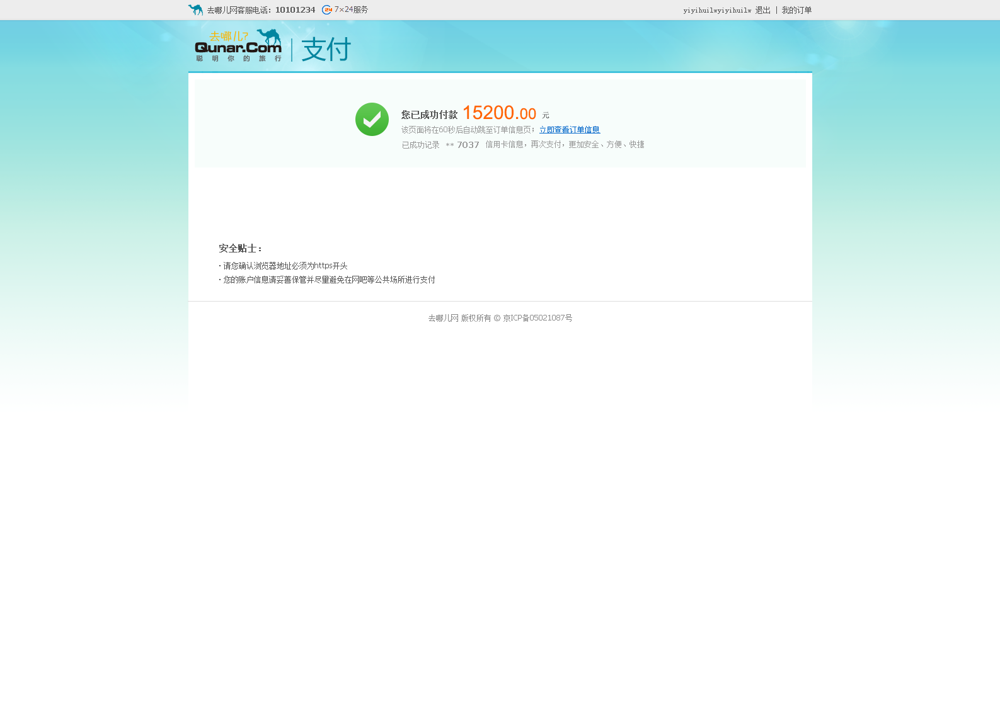 去哪儿网客服电话：10101234 24 7×24服务
yiyihuilwyiyihuilw 退出 | 我的订单
去哪儿?
Qunar.Com
聪明你的旅行
支付
您已成功付款 15200.00 元
该页面将在60秒后自动跳至订单信息页；立即查看订单信息
已成功记录 ** 7037 信用卡信息，再次支付，更加安全、方便、快捷
安全贴士：
· 请您确认浏览器地址必须为https开头
· 您的账户信息请妥善保管并尽量避免在网吧等公共场所进行支付
去哪儿网 版权所有 © 京ICP备05021087号